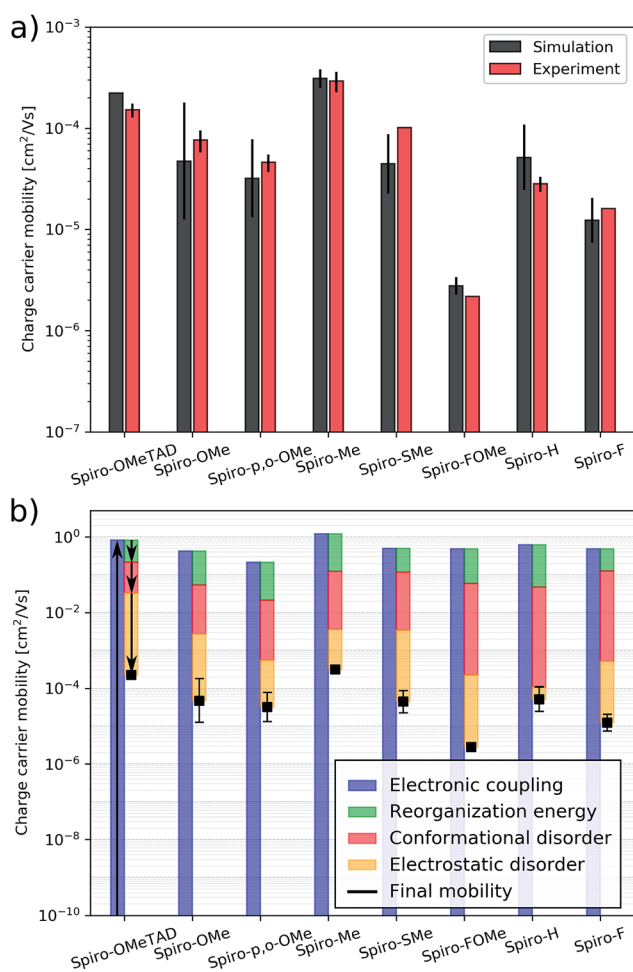 a)
Charge carrier mobility [cm²/Vs]
10⁻³
10⁻⁴
10⁻⁵
10⁻⁶
10⁻⁷
Simulation
Experiment
Spiro-OMeTAD
Spiro-OMe
Spiro-p,o-OMe
Spiro-Me
Spiro-SMe
Spiro-FOMe
Spiro-H
Spiro-F
b)
Charge carrier mobility [cm²/Vs]
10⁰
10⁻²
10⁻⁴
10⁻⁶
10⁻⁸
10⁻¹⁰
Electronic coupling
Reorganization energy
Conformational disorder
Electrostatic disorder
Final mobility
Spiro-OMeTAD
Spiro-OMe
Spiro-p,o-OMe
Spiro-Me
Spiro-SMe
Spiro-FOMe
Spiro-H
Spiro-F